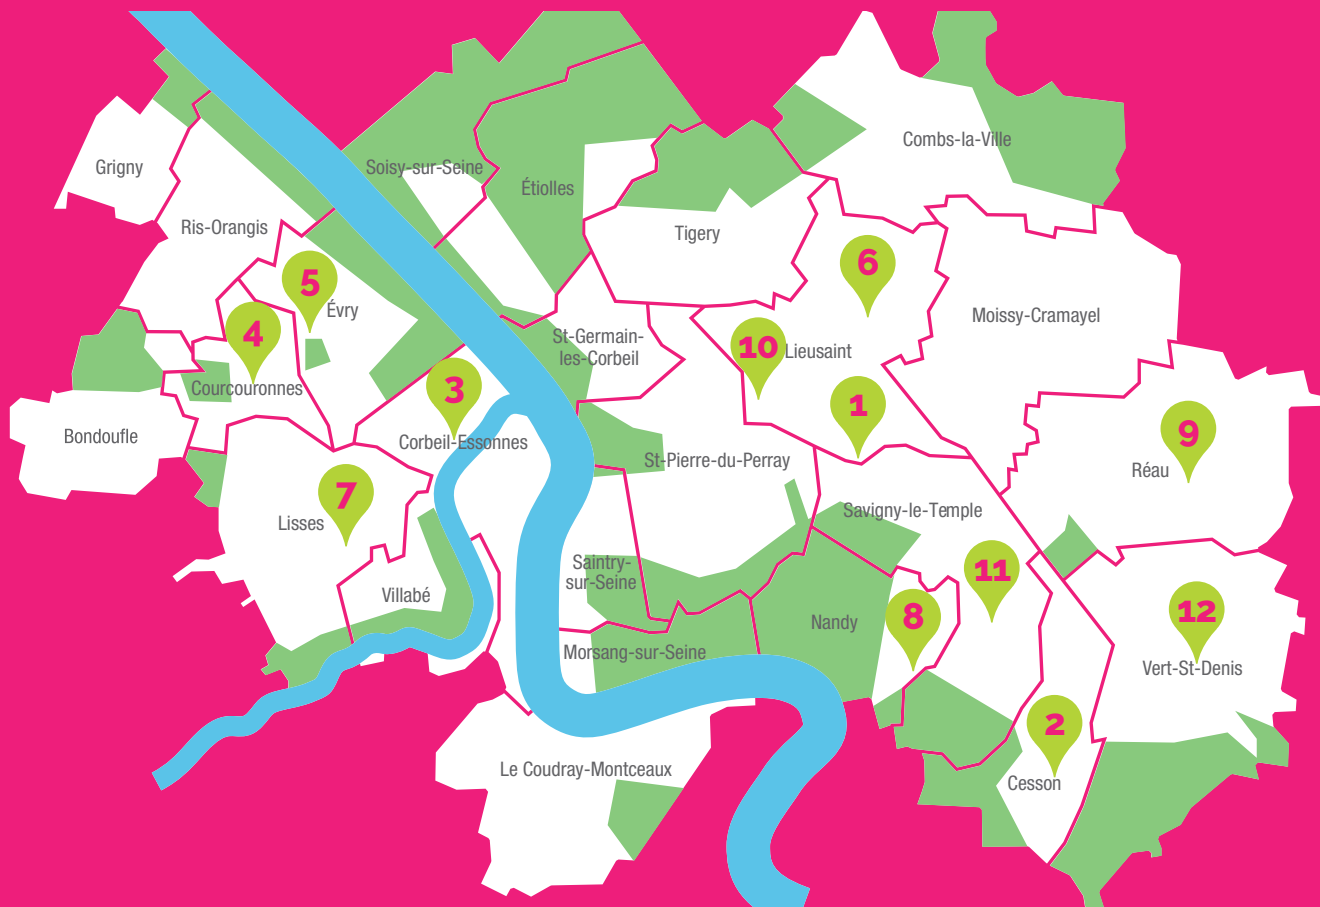 Combs-la-Ville
Grigny
Soisy-sur-Seine
Étiolles
Ris-Orangis
Tigery
6
5
Évry
Moissy-Cramayel
4
St-Germain-
les-Corbeil
10
Lieusaint
Courcouronnes
3
1
Bondoufle
Corbeil-Essonnes
9
St-Pierre-du-Perray
Réau
7
Lisses
Savigny-le-Temple
Saintry-
sur-Seine
11
Villabé
8
Nandy
12
Morsang-sur-Seine
Vert-St-Denis
2
Le Coudray-Montceaux
Cesson